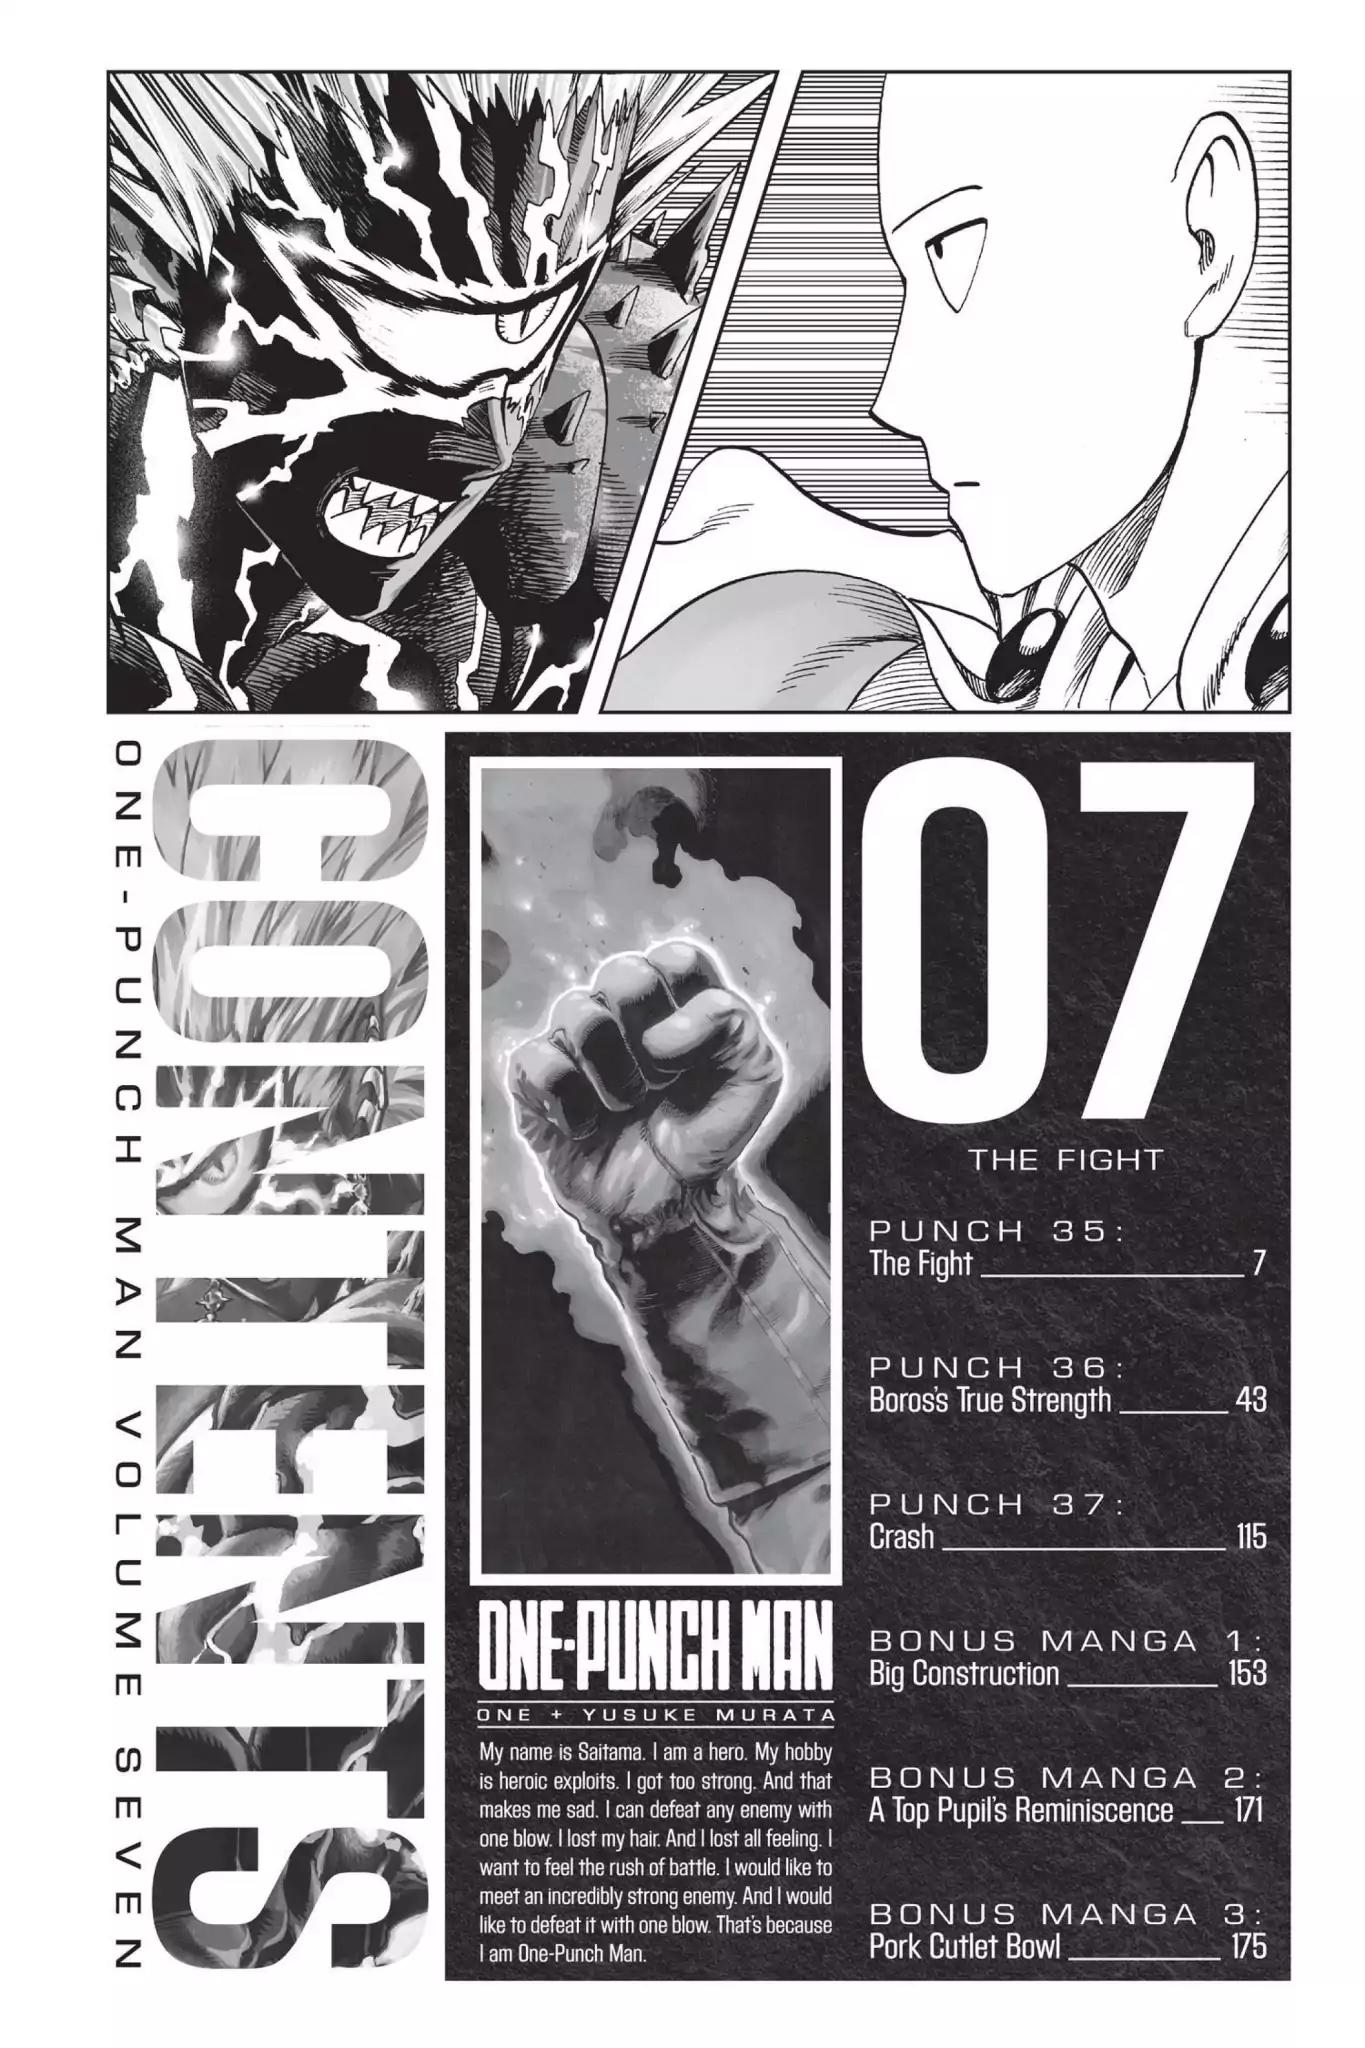 CONTENTS
ONE-PUNCH MAN VOLUME SEVEN
ONE-PUNCH MAN
ONE + YUSUKE MURATA
My name is Saitama. I am a hero. My hobby
is heroic exploits. I got too strong. And that
makes me sad. I can defeat any enemy with
one blow. I lost my hair. And I lost all feeling. I
want to feel the rush of battle. I would like to
meet an incredibly strong enemy. And I would
like to defeat it with one blow. That's because
I am One-Punch Man.
07
THE FIGHT
PUNCH 35:
The Fight 7
PUNCH 36:
Boros's True Strength 43
PUNCH 37:
Crash 115
BONUS MANGA 1:
Big Construction 153
BONUS MANGA 2:
A Top Pupil's Reminiscence 171
BONUS MANGA 3:
Pork Cutlet Bowl 175